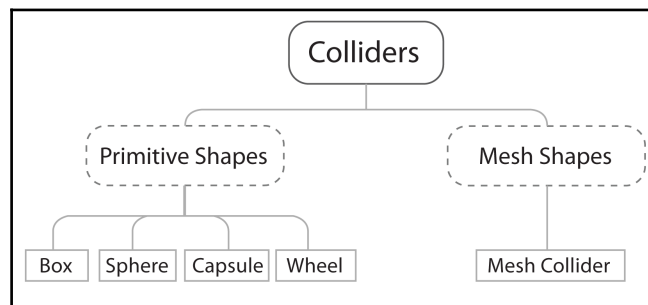 Colliders
Primitive Shapes
Mesh Shapes
Box
Sphere
Capsule
Wheel
Mesh Collider